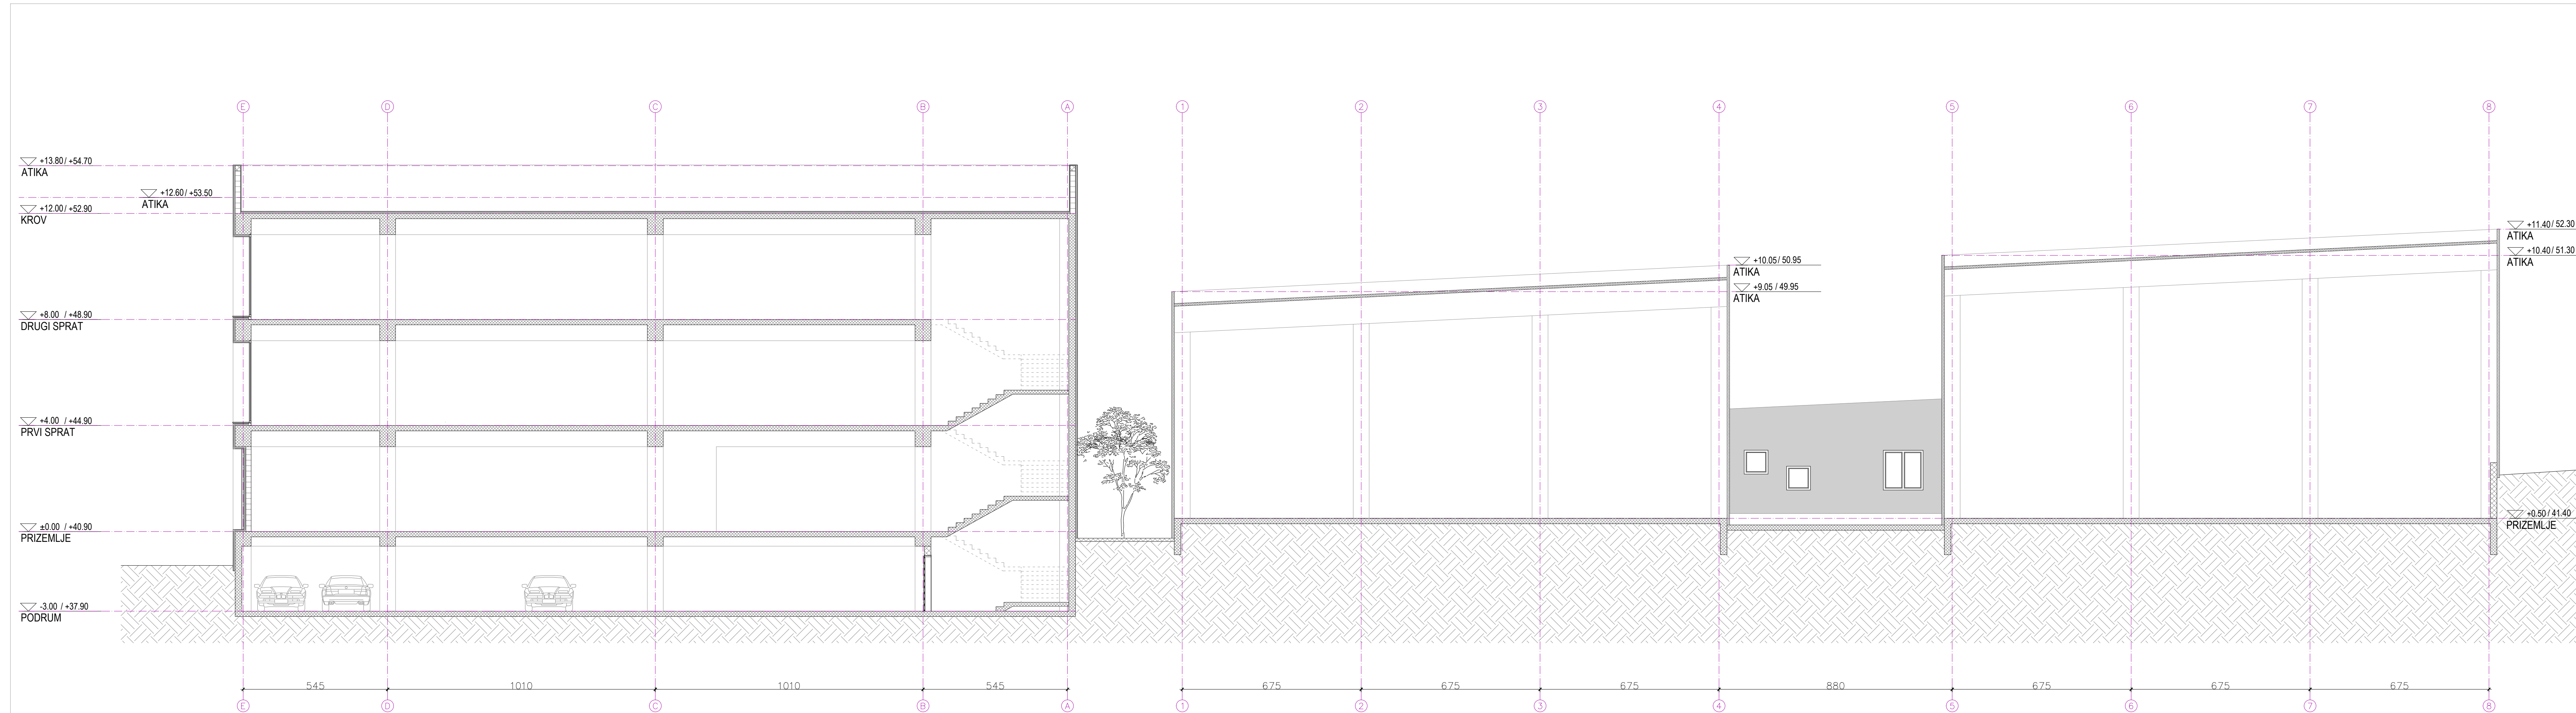 E D C B A 1 2 3 4 5 6 7 8
+13.80 / +54.70
ATIKA
+12.60 / +53.50
ATIKA
+12.00 / +52.90
KROV
+11.40 / 52.30
ATIKA
+10.40 / 51.30
ATIKA
+10.05 / 50.95
ATIKA
+9.05 / 49.95
ATIKA
+8.00 / +48.90
DRUGI SPRAT
+4.00 / +44.90
PRVI SPRAT
±0.00 / +40.90
PRIZEMLJE
+0.50 / 41.40
PRIZEMLJE
-3.00 / +37.90
PODRUM
545 1010 1010 545 675 675 675 880 675 675 675
E D C B A 1 2 3 4 5 6 7 8